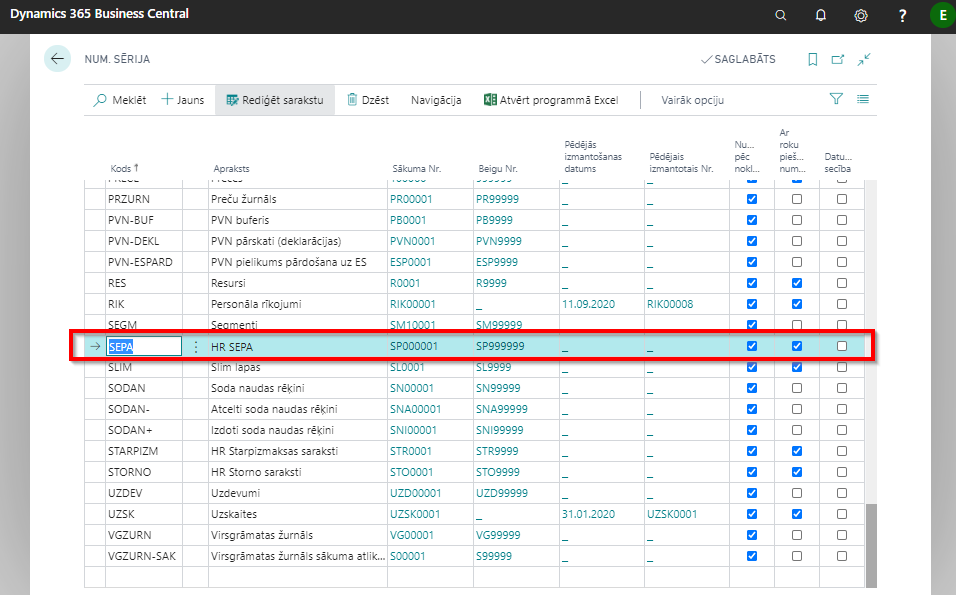 Dynamics 365 Business Central
?
E
NUM. SĒRIJA
SAGLABĀTS
Meklēt
Jauns
Rediģēt sarakstu
Dzēst
Navigācija
Atvērt programmā Excel
Vairāk opciju
Kods ↑
Apraksts
Sākuma Nr.
Beigu Nr.
Pēdējās
izmantošanas
datums
Pēdējais
izmantotais Nr.
Nu...
pēc
nokl...
Ar
roku
pieš...
num...
Datu...
secība
PRZURN Preču žurnāls PR00001 PR99999 _ _
PVN-BUF PVN buferis PB0001 PB9999 _ _
PVN-DEKL PVN pārskati (deklarācijas) PVN0001 PVN9999 _ _
PVN-ESPARD PVN pielikums pārdošana uz ES ESP0001 ESP9999 _ _
RES Resursi R0001 R9999 _ _
RIK Personāla rīkojumi RIK00001 _ 11.09.2020 RIK00008
SEGM Segmenti SM10001 SM99999
SEPA HR SEPA SP000001 SP999999 _ _
SLIM Slim lapas SL0001 SL9999 _ _
SODAN Soda naudas rēķini SN00001 SN99999 _ _
SODAN- Atcelti soda naudas rēķini SNA00001 SNA99999 _ _
SODAN+ Izdoti soda naudas rēķini SNI00001 SNI99999 _ _
STARPIZM HR Starpizmaksas saraksti STR0001 STR9999 _ _
STORNO HR Storno saraksti STO0001 STO9999 _ _
UZDEV Uzdevumi UZD00001 UZD99999 _ _
UZSK Uzskaites UZSK0001 _ 31.01.2020 UZSK0001
VGZURN Virsgrāmatas žurnāls VG00001 VG99999 _ _
VGZURN-SAK Virsgrāmatas žurnāls sākuma atlik... S00001 S99999 _ _